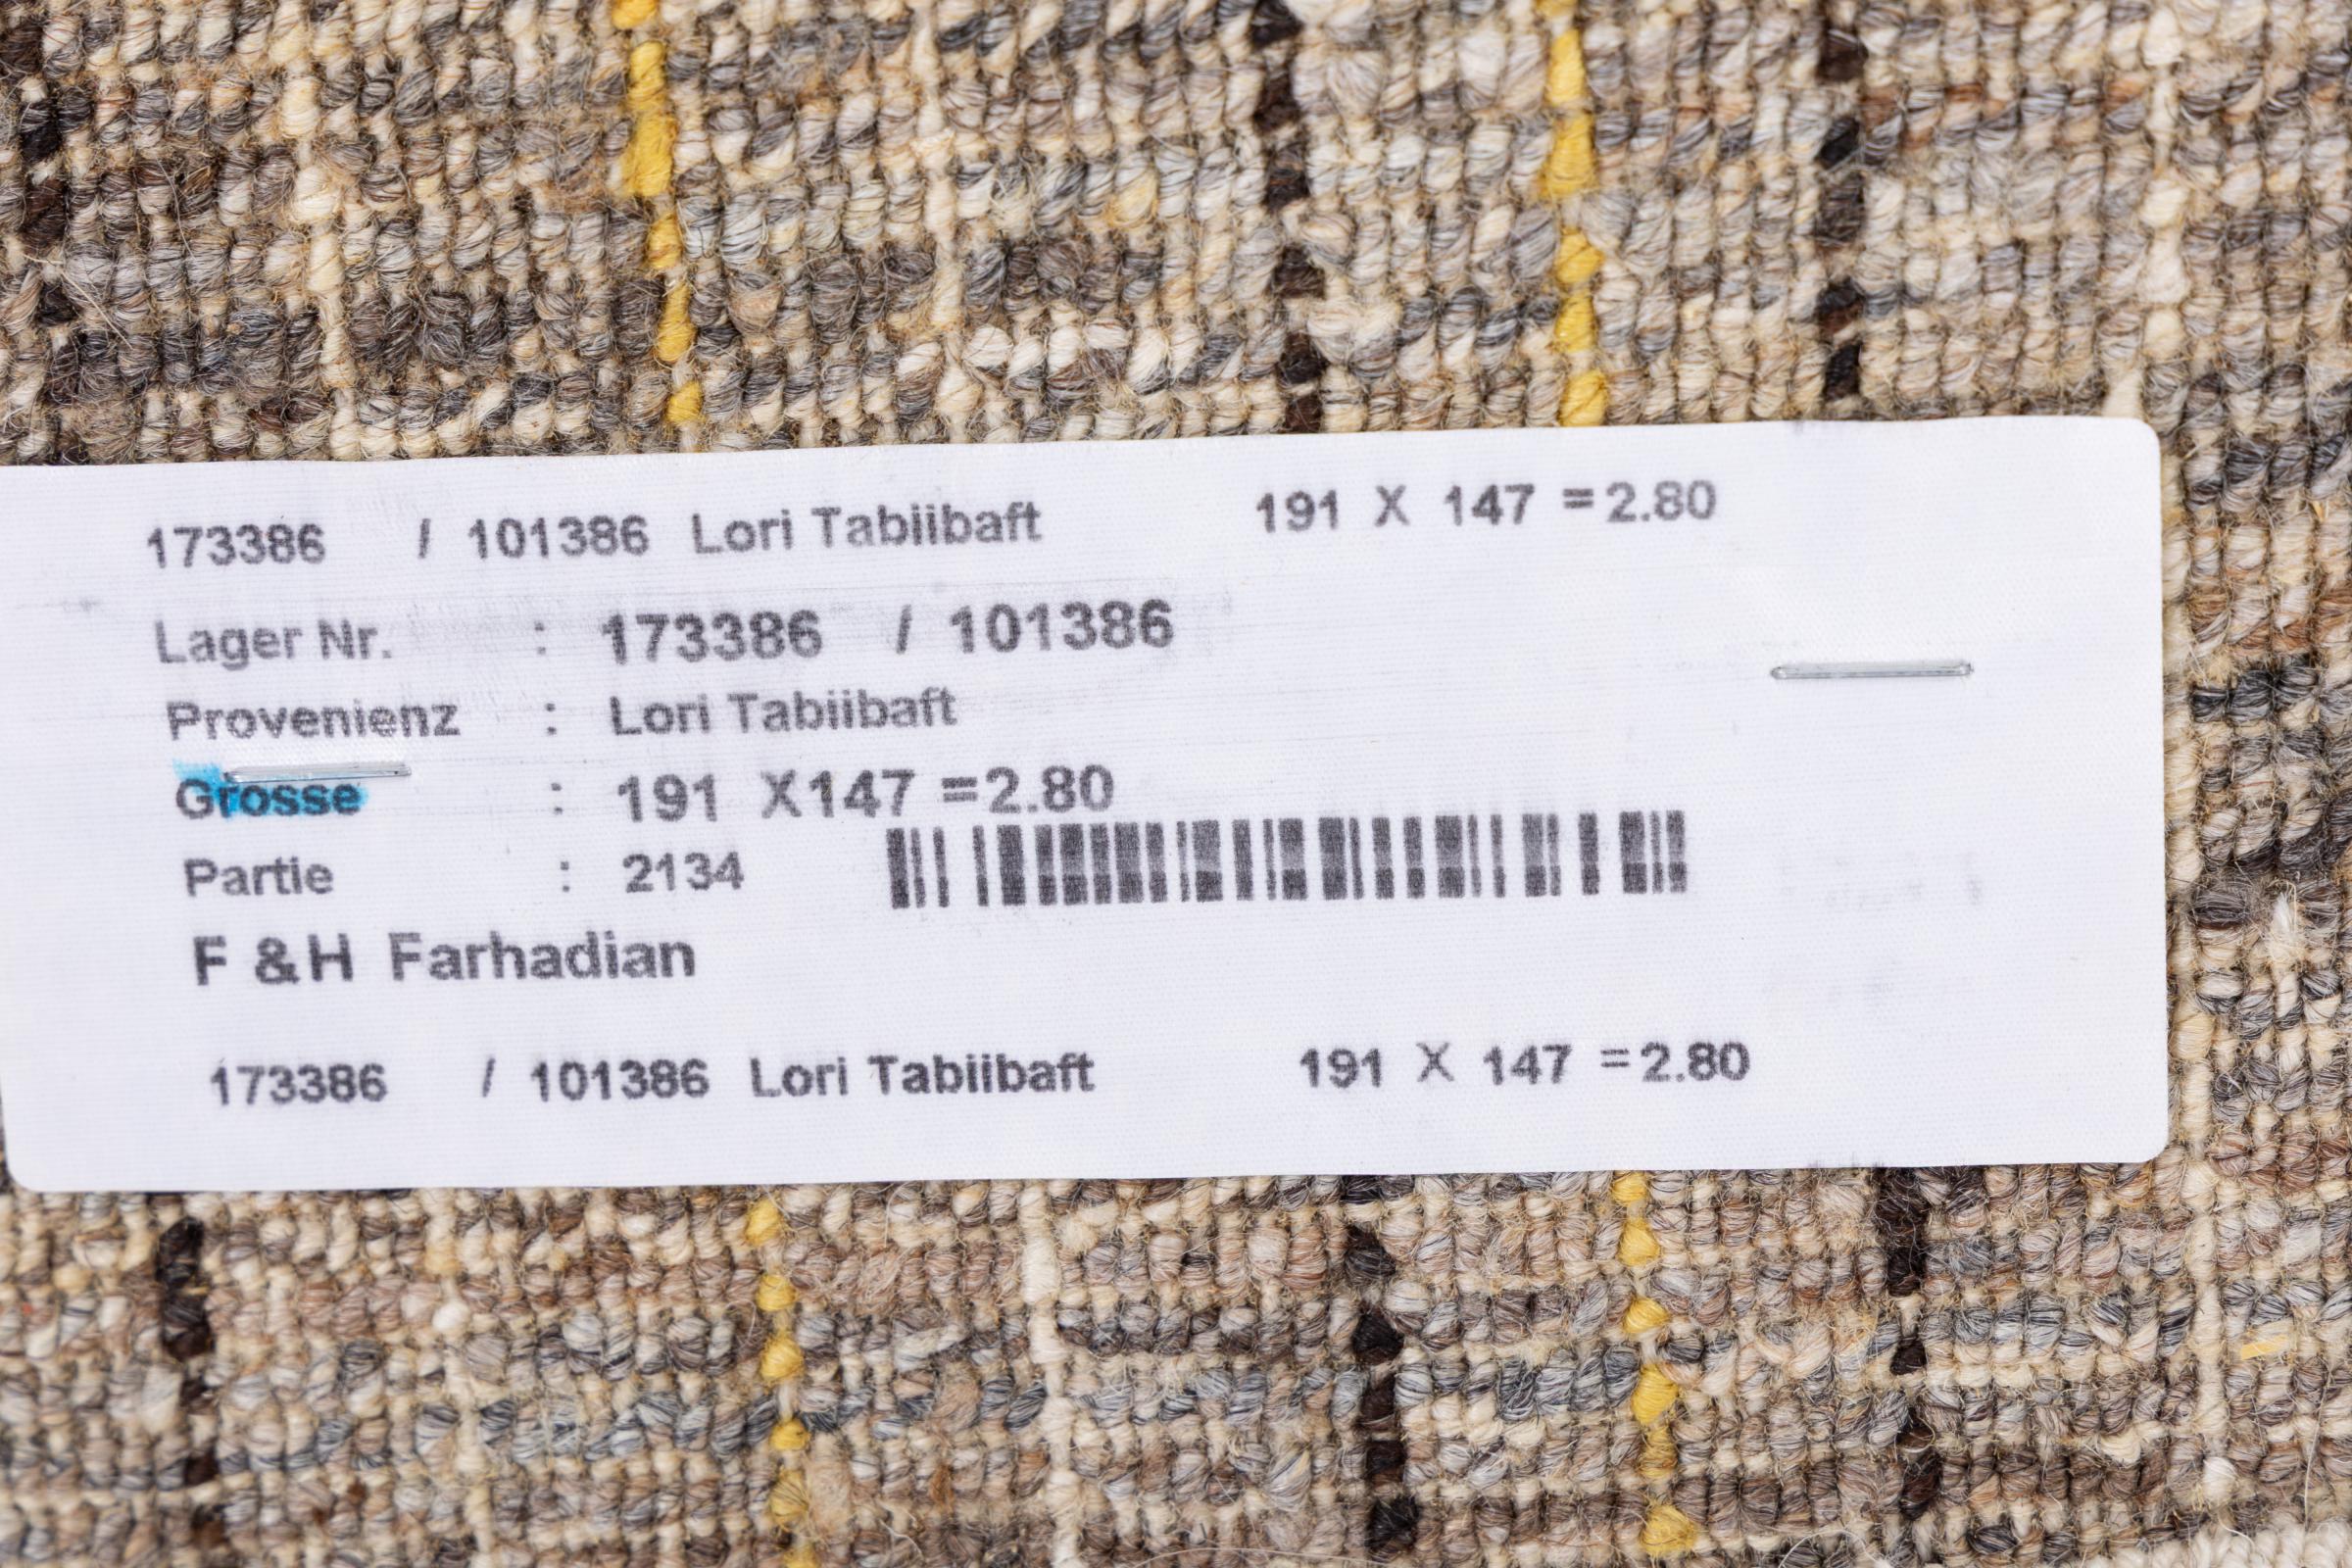 173386 / 101386 Lori Tabiibaft 191 X 147 =2.80
Lager Nr. : 173386 / 101386
Provenienz : Lori Tabiibaft
Grosse : 191 X147 =2.80
Partie : 2134
F &H Farhadian
173386 / 101386 Lori Tabiibaft 191 X 147 =2.80